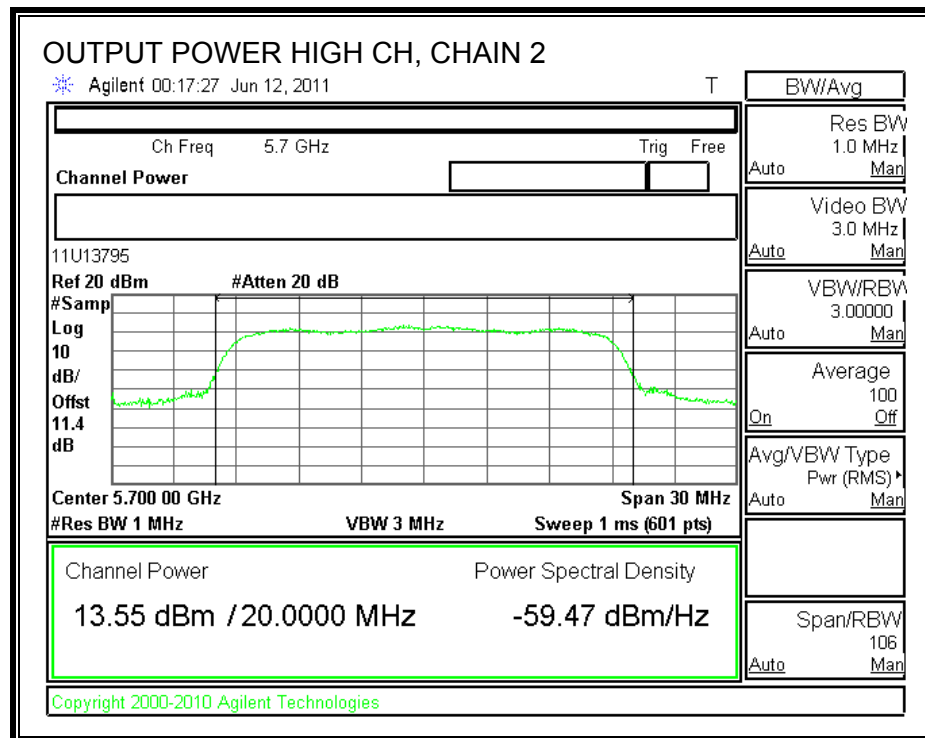 OUTPUT POWER HIGH CH, CHAIN 2
Agilent 00:17:27 Jun 12, 2011 T
Ch Freq 5.7 GHz Trig Free
Channel Power
11U13795
Ref 20 dBm #Atten 20 dB
#Samp
Log
10
dB/
Offst
11.4
dB
Center 5.700 00 GHz Span 30 MHz
#Res BW 1 MHz VBW 3 MHz Sweep 1 ms (601 pts)
Channel Power Power Spectral Density
13.55 dBm / 20.0000 MHz -59.47 dBm/Hz
Copyright 2000-2010 Agilent Technologies
BW/Avg
Res BW
1.0 MHz
Auto Man
Video BW
3.0 MHz
Auto Man
VBW/RBW
3.00000
Auto Man
Average
100
On Off
Avg/VBW Type
Pwr (RMS)
Auto Man
Span/RBW
106
Auto Man